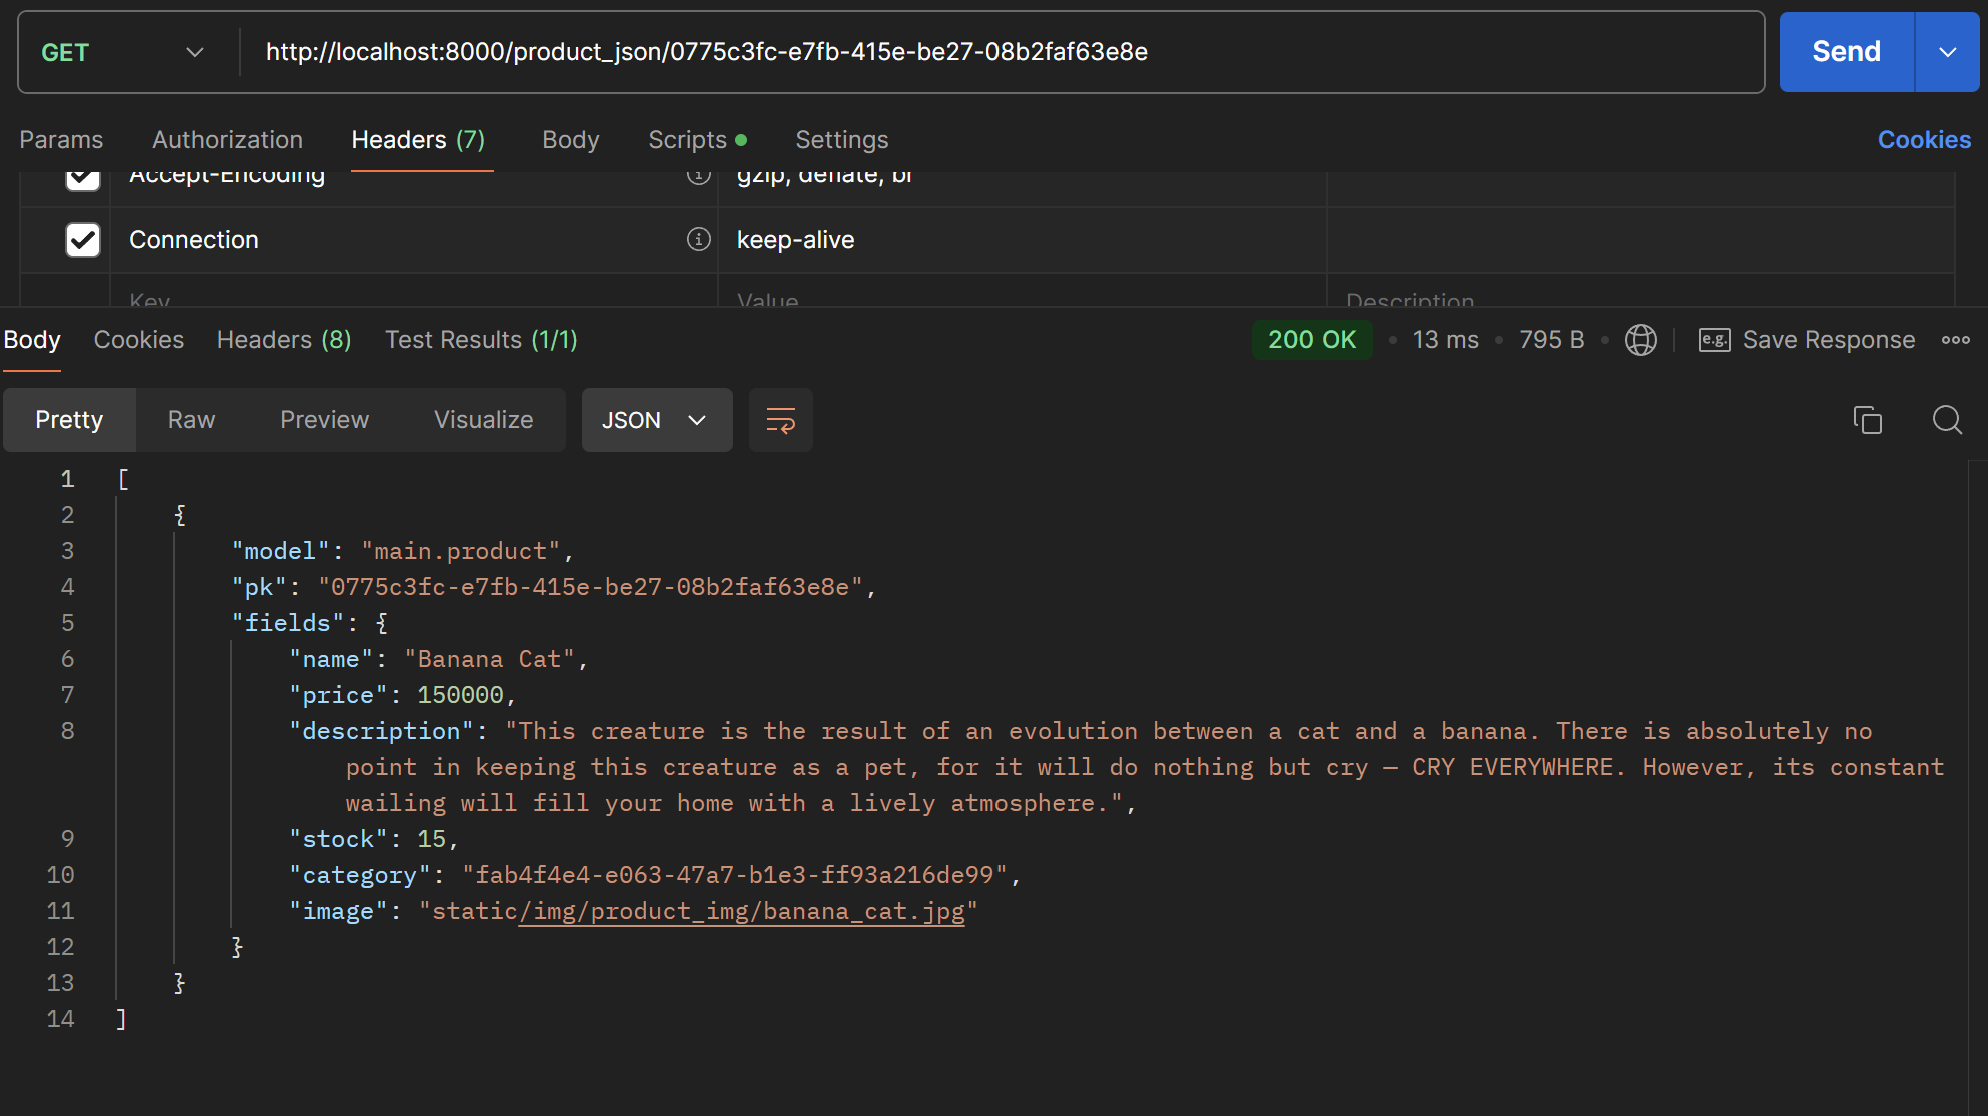 GET http://localhost:8000/product_json/0775c3fc-e7fb-415e-be27-08b2faf63e8e Send
Params Authorization Headers (7) Body Scripts Settings Cookies
Accept-Encoding gzip, deflate, br
Connection keep-alive
Key Value Description
Body Cookies Headers (8) Test Results (1/1) 200 OK 13 ms 795 B e.g. Save Response
Pretty Raw Preview Visualize JSON
1 [
2 {
3 "model": "main.product",
4 "pk": "0775c3fc-e7fb-415e-be27-08b2faf63e8e",
5 "fields": {
6 "name": "Banana Cat",
7 "price": 150000,
8 "description": "This creature is the result of an evolution between a cat and a banana. There is absolutely no
point in keeping this creature as a pet, for it will do nothing but cry — CRY EVERYWHERE. However, its constant
wailing will fill your home with a lively atmosphere.",
9 "stock": 15,
10 "category": "fab4f4e4-e063-47a7-b1e3-ff93a216de99",
11 "image": "static/img/product_img/banana_cat.jpg"
12 }
13 }
14 ]